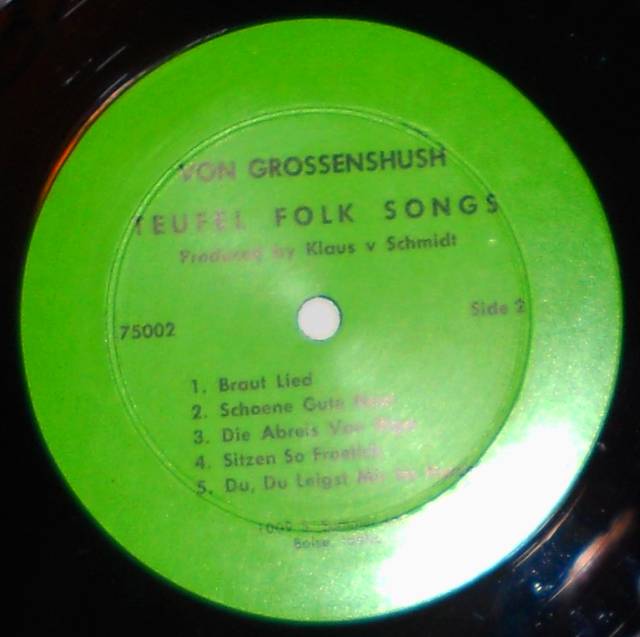 VON GROSSENSHUSH
TEUFEL FOLK SONGS
Produced by Klaus v Schmidt
75002
Side 2
1. Braut Lied
2. Schoene Gute
3. Die Abreis Von
4. Sitzen So Froelich
5. Du, Du Leigst Mir
Boise